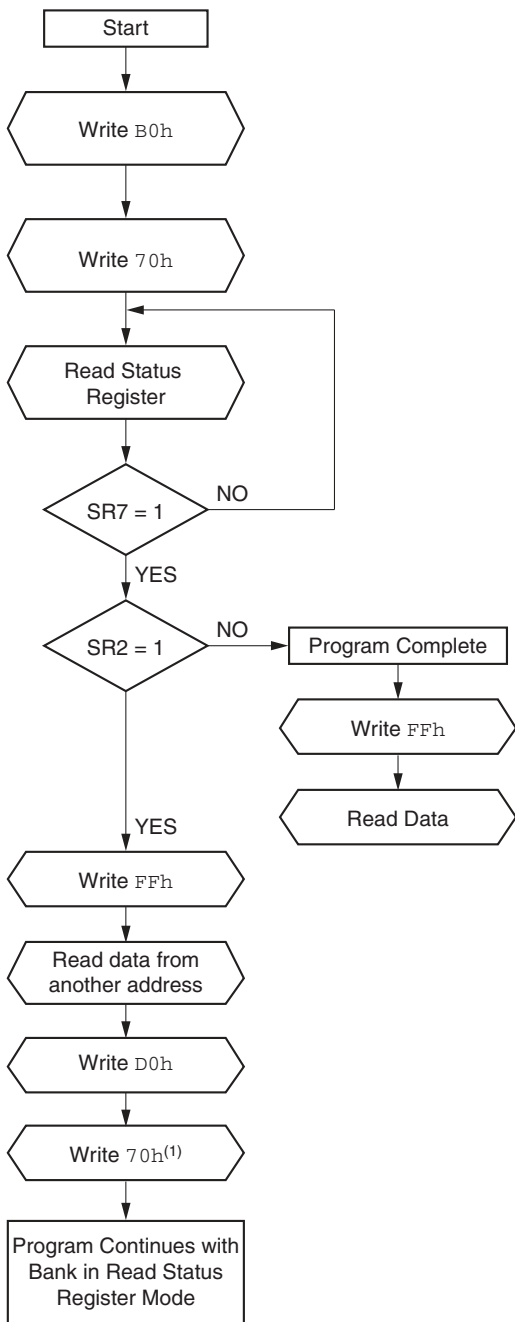 Start
Write B0h
Write 70h
Read Status
Register
SR7 = 1
NO
YES
SR2 = 1
NO
Program Complete
Write FFh
Read Data
YES
Write FFh
Read data from
another address
Write D0h
Write 70h(1)
Program Continues with
Bank in Read Status
Register Mode